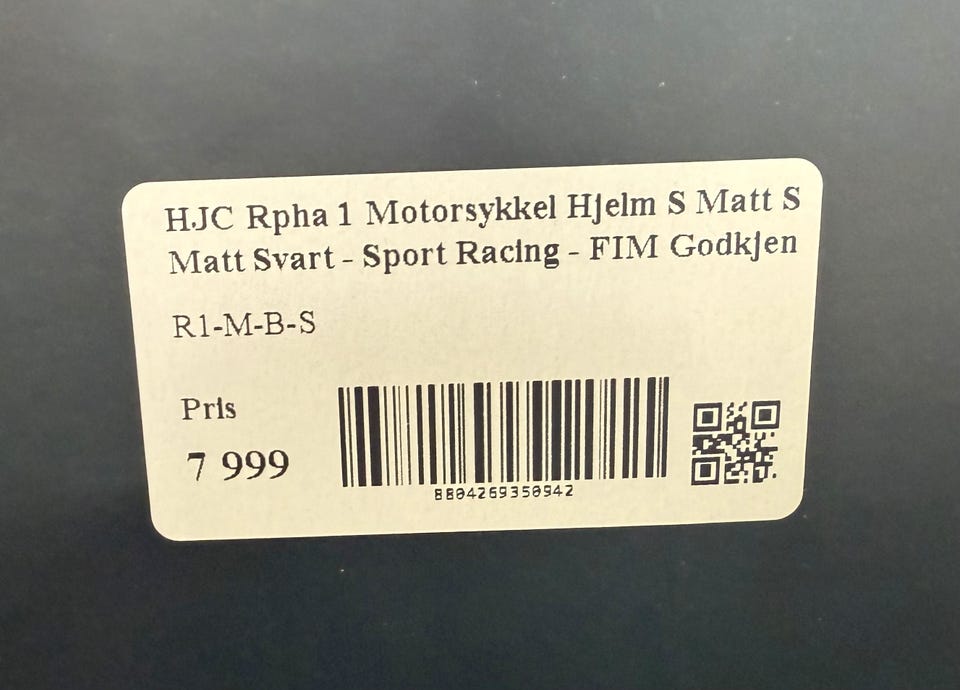 HJC Rpha 1 Motorsykkel Hjelm S Matt S
Matt Svart - Sport Racing - FIM Godkjen
R1-M-B-S
Pris
7 999
8804269350942